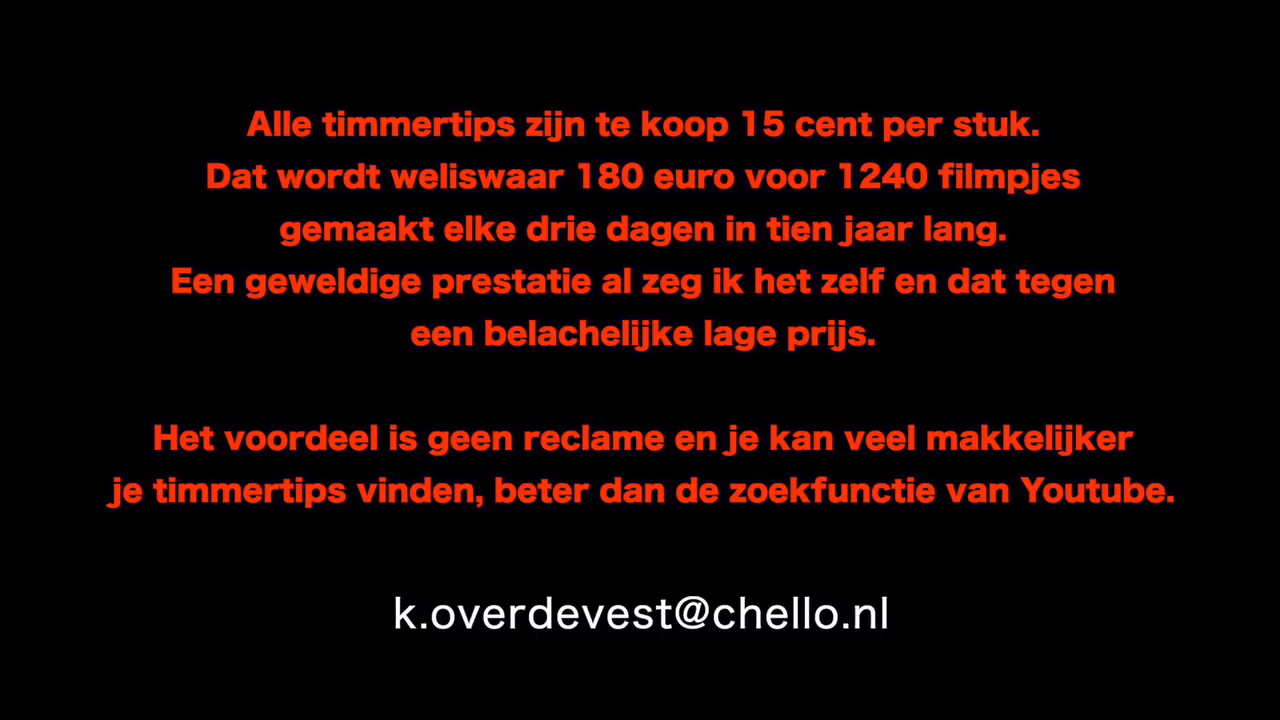 Alle timmertips zijn te koop 15 cent per stuk.
Dat wordt weliswaar 180 euro voor 1240 filmpjes
gemaakt elke drie dagen in tien jaar lang.
Een geweldige prestatie al zeg ik het zelf en dat tegen
een belachelijke lage prijs.
Het voordeel is geen reclame en je kan veel makkelijker
je timmertips vinden, beter dan de zoekfunctie van Youtube.
k.overdevest@chello.nl